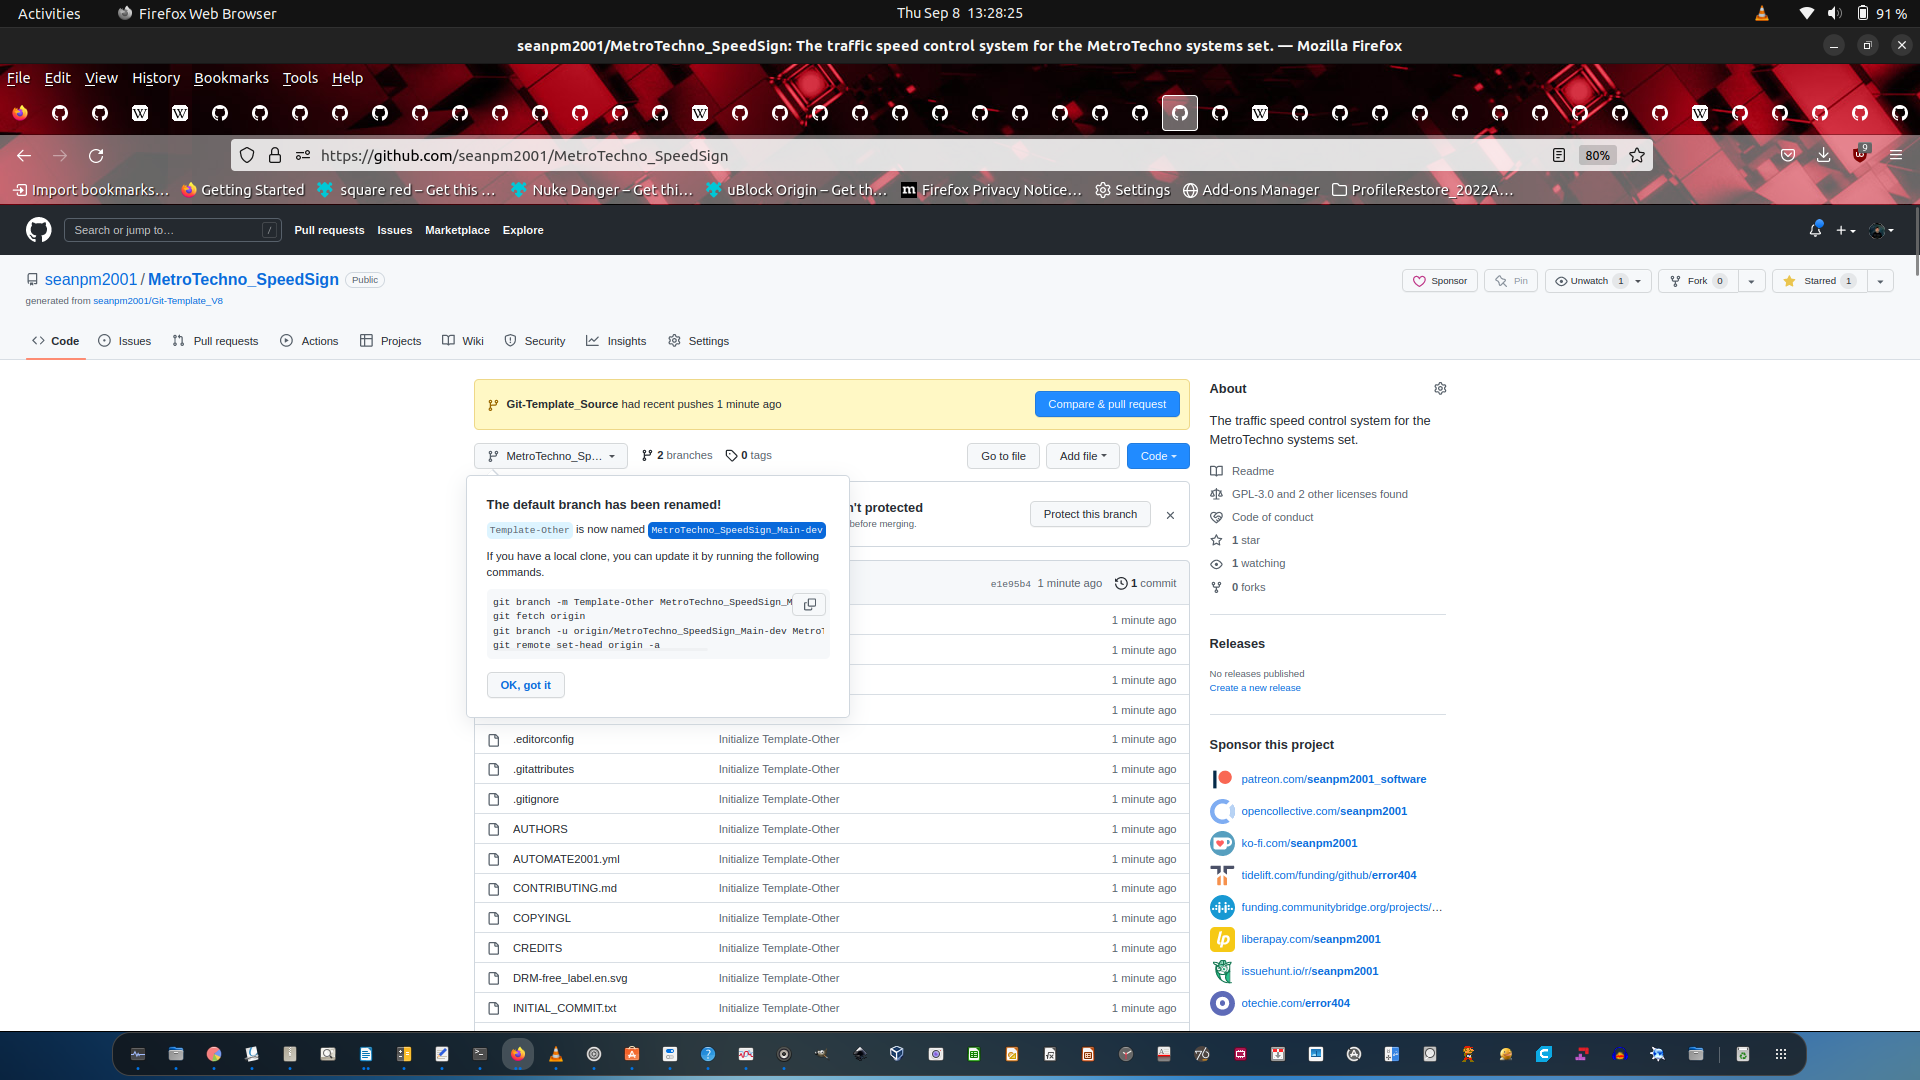 Activities
Firefox Web Browser
Thu Sep 8 13:28:25
91 %
seanpm2001/MetroTechno_SpeedSign: The traffic speed control system for the MetroTechno systems set. — Mozilla Firefox
File Edit View History Bookmarks Tools Help
https://github.com/seanpm2001/MetroTechno_SpeedSign
80%
9
Import bookmarks…
Getting Started
square red – Get this …
Nuke Danger – Get thi…
uBlock Origin – Get th…
Firefox Privacy Notice…
Settings
Add-ons Manager
ProfileRestore_2022A…
Search or jump to…
/
Pull requests Issues Marketplace Explore
seanpm2001 / MetroTechno_SpeedSign Public
generated from seanpm2001/Git-Template_V8
Sponsor
Pin
Unwatch 1
Fork 0
Starred 1
Code
Issues
Pull requests
Actions
Projects
Wiki
Security
Insights
Settings
Git-Template_Source had recent pushes 1 minute ago
Compare & pull request
MetroTechno_Sp…
2 branches
0 tags
Go to file
Add file
Code
The default branch has been renamed!
Template-Other is now named MetroTechno_SpeedSign_Main-dev
If you have a local clone, you can update it by running the following
commands.
git branch -m Template-Other MetroTechno_SpeedSign_M
git fetch origin
git branch -u origin/MetroTechno_SpeedSign_Main-dev MetroT
git remote set-head origin -a
OK, got it
n't protected
before merging.
Protect this branch
e1e95b4 1 minute ago 1 commit
1 minute ago
1 minute ago
1 minute ago
1 minute ago
.editorconfig Initialize Template-Other 1 minute ago
.gitattributes Initialize Template-Other 1 minute ago
.gitignore Initialize Template-Other 1 minute ago
AUTHORS Initialize Template-Other 1 minute ago
AUTOMATE2001.yml Initialize Template-Other 1 minute ago
CONTRIBUTING.md Initialize Template-Other 1 minute ago
COPYINGL Initialize Template-Other 1 minute ago
CREDITS Initialize Template-Other 1 minute ago
DRM-free_label.en.svg Initialize Template-Other 1 minute ago
INITIAL_COMMIT.txt Initialize Template-Other 1 minute ago
About
The traffic speed control system for the
MetroTechno systems set.
Readme
GPL-3.0 and 2 other licenses found
Code of conduct
1 star
1 watching
0 forks
Releases
No releases published
Create a new release
Sponsor this project
patreon.com/seanpm2001_software
opencollective.com/seanpm2001
ko-fi.com/seanpm2001
tidelift.com/funding/github/error404
funding.communitybridge.org/projects/…
liberapay.com/seanpm2001
issuehunt.io/r/seanpm2001
otechie.com/error404